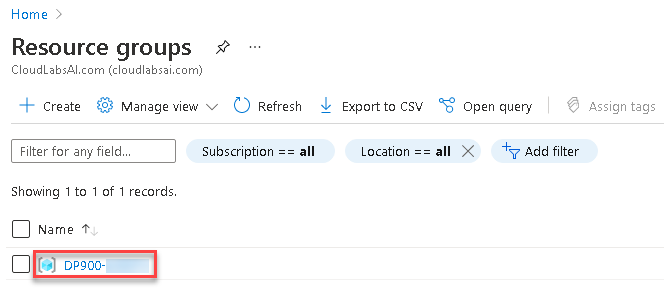 Home >
Resource groups ...
CloudLabsAI.com (cloudlabsai.com)
+ Create Manage view Refresh Export to CSV Open query Assign tags
Filter for any field... Subscription == all Location == all Add filter
Showing 1 to 1 of 1 records.
Name ↑↓
DP900-